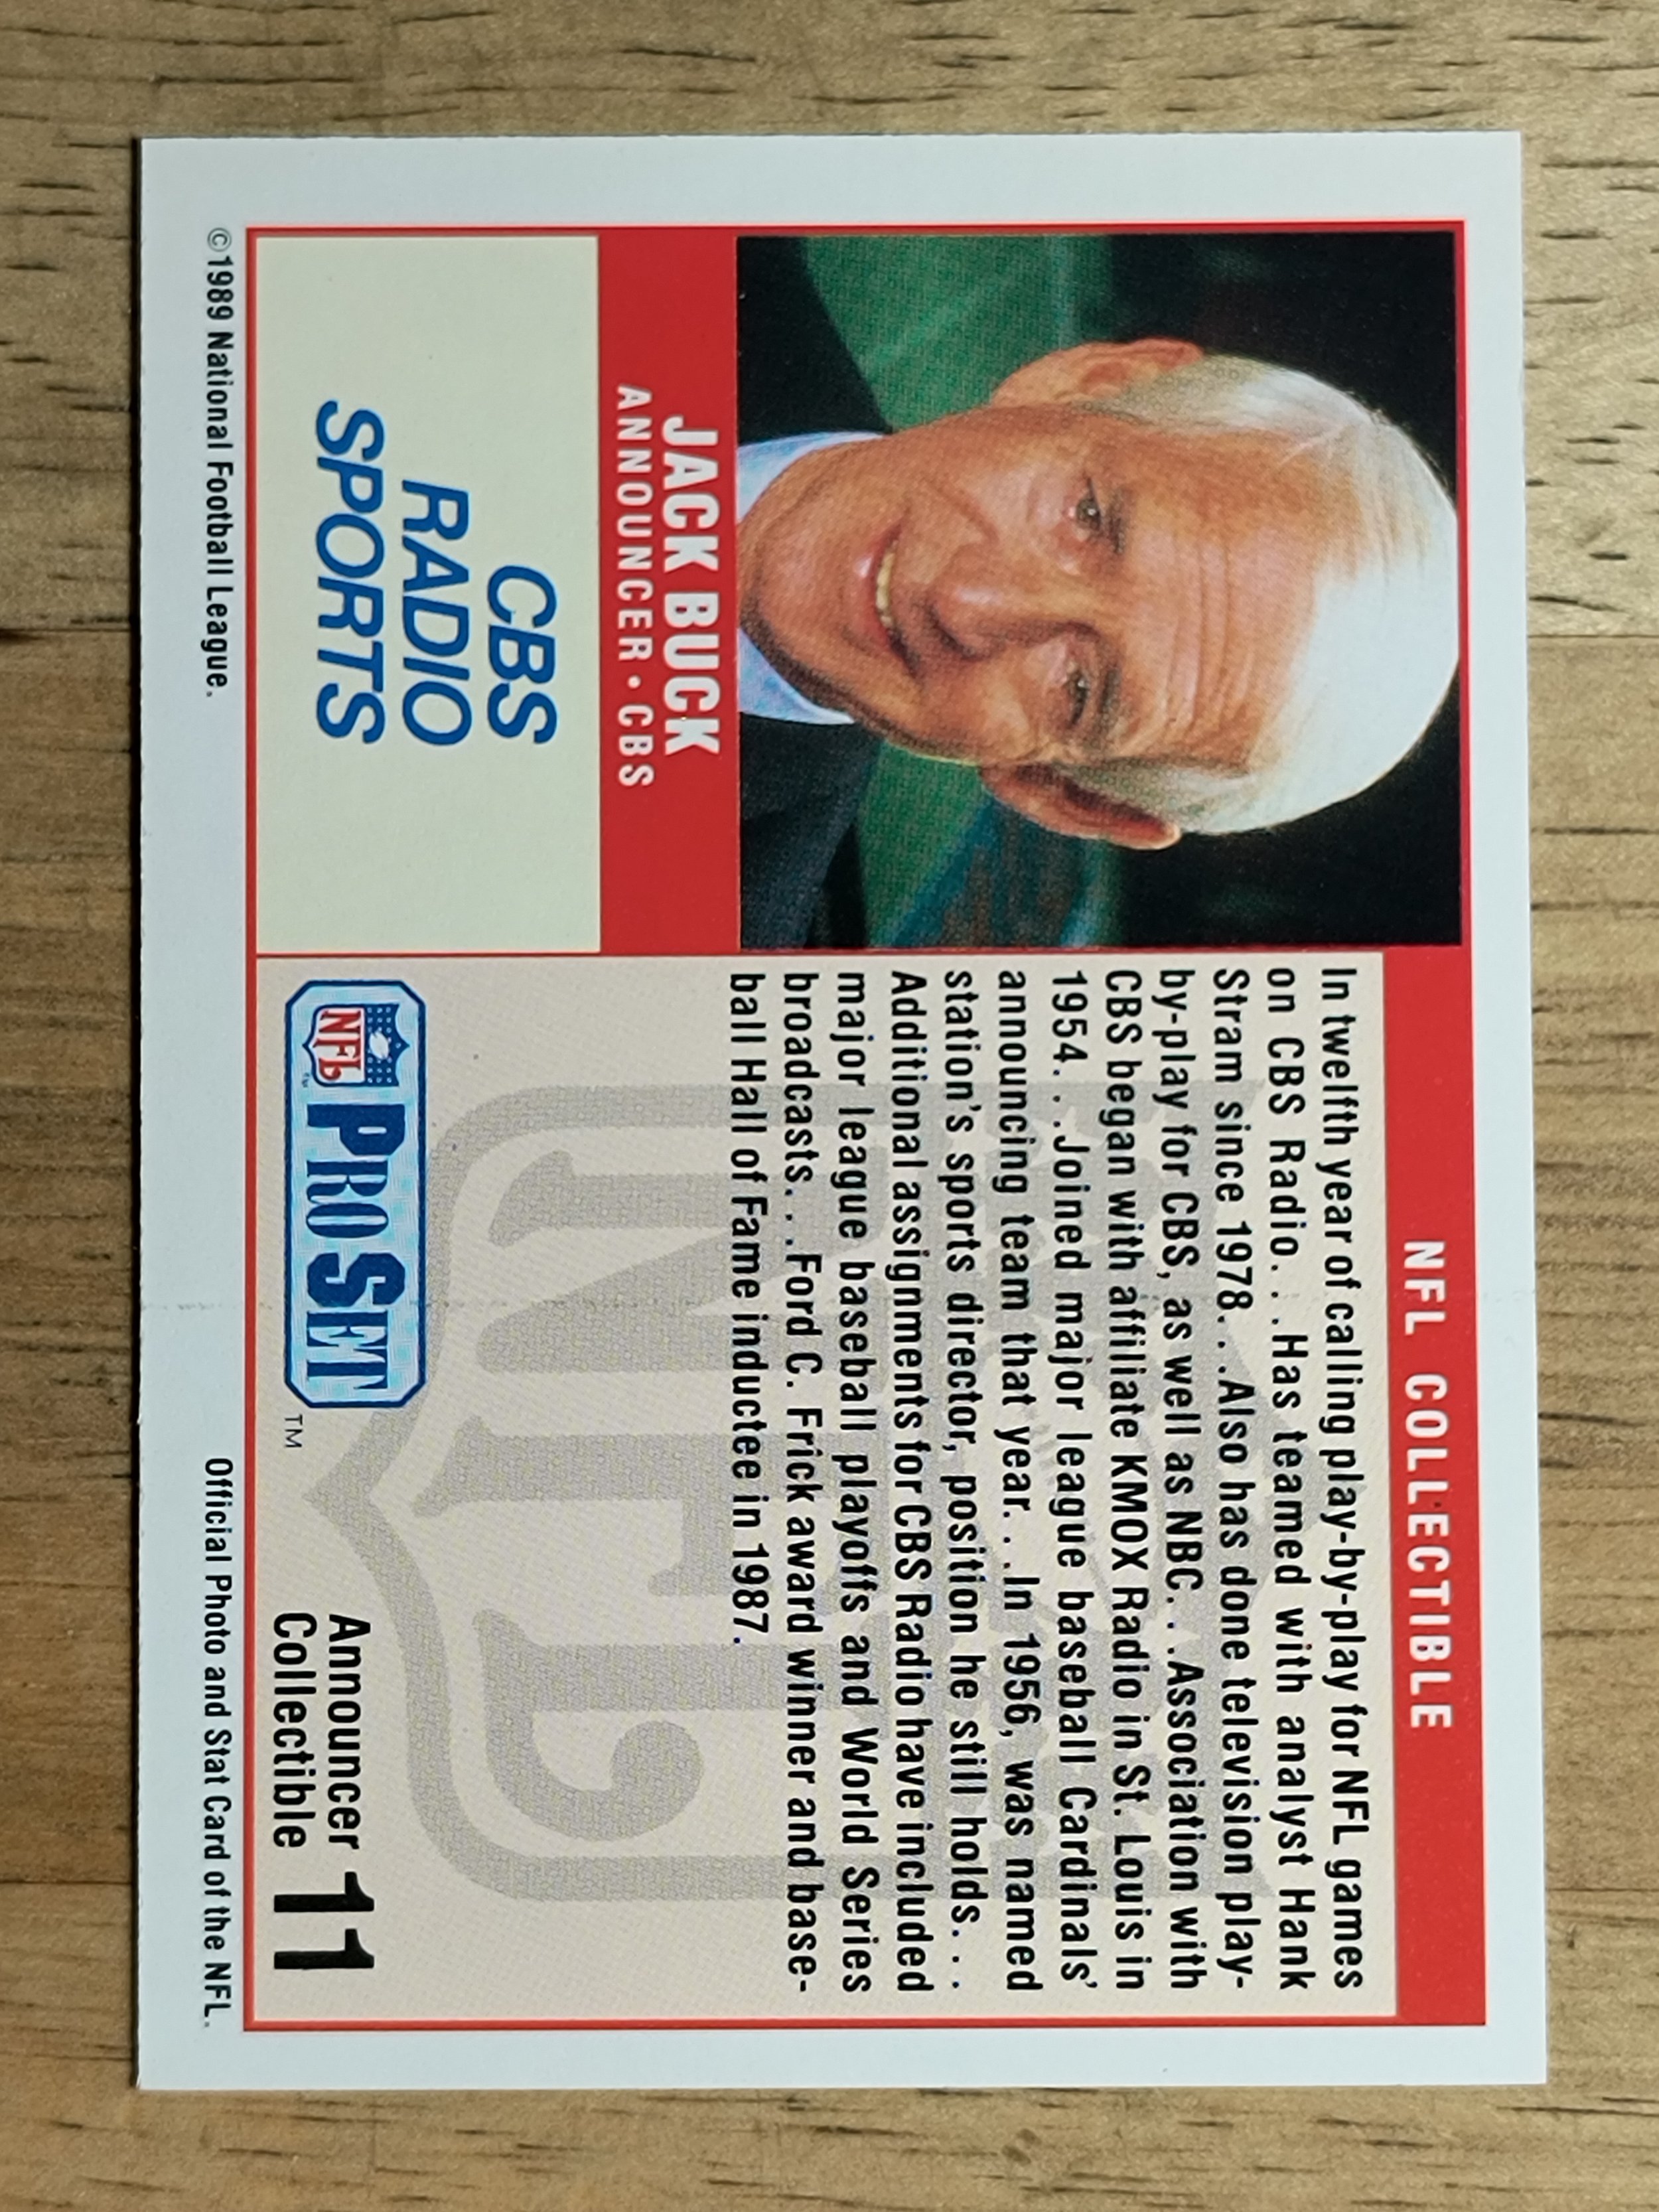 NFL COLLECTIBLE
JACK BUCK
ANNOUNCER • CBS
CBS
RADIO
SPORTS
In twelfth year of calling play-by-play for NFL games
on CBS Radio. . .Has teamed with analyst Hank
Stram since 1978. . .Also has done television play-
by-play for CBS, as well as NBC. . .Association with
CBS began with affiliate KMOX Radio in St. Louis in
1954. . .Joined major league baseball Cardinals'
announcing team that year. . .In 1956, was named
station's sports director, position he still holds. . .
Additional assignments for CBS Radio have included
major league baseball playoffs and World Series
broadcasts. . .Ford C. Frick award winner and base-
ball Hall of Fame inductee in 1987.
NFL
NFL PRO SET ™
Announcer
Collectible 11
©1989 National Football League.
Official Photo and Stat Card of the NFL.